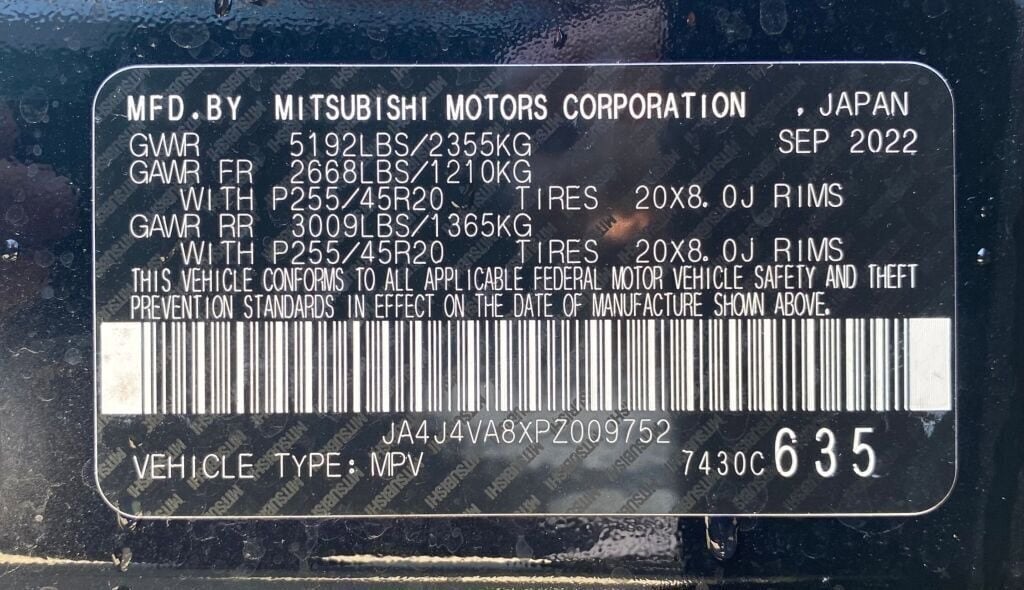 MFD.BY MITSUBISHI MOTORS CORPORATION , JAPAN
GWWR 5192LBS/2355KG SEP 2022
GAWR FR 2668LBS/1210KG
WITH P255/45R20 TIRES 20X8.0J RIMS
GAWR RR 3009LBS/1365KG
WITH P255/45R20 TIRES 20X8.0J RIMS
THIS VEHICLE CONFORMS TO ALL APPLICABLE FEDERAL MOTOR VEHICLE SAFETY AND THEFT
PREVENTION STANDARDS IN EFFECT ON THE DATE OF MANUFACTURE SHOWN ABOVE.
JA4J4VA8XPZ009752
VEHICLE TYPE: MPV 7430C 635